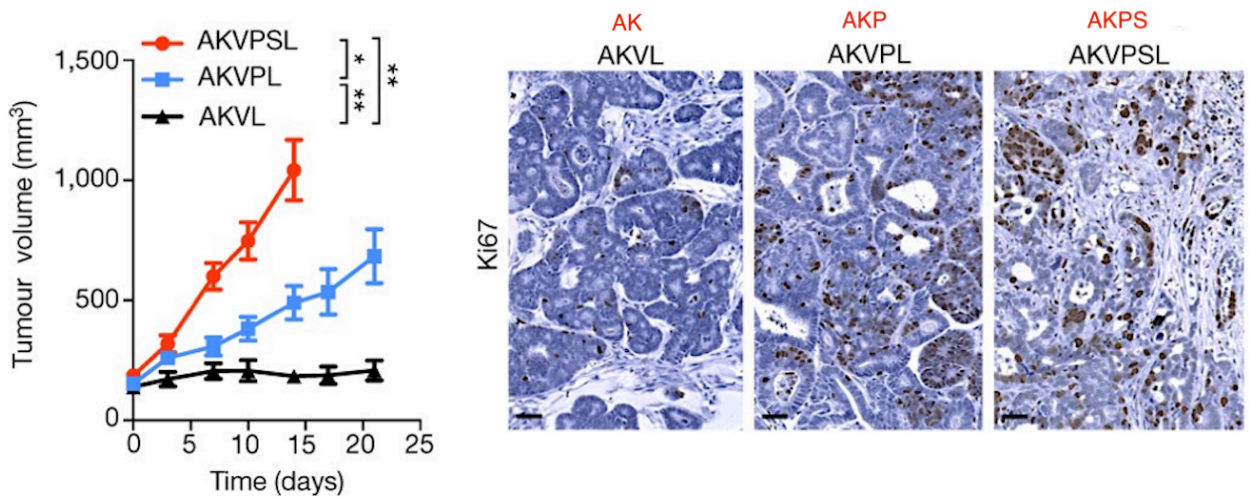 AKVPSL
AKVPL
AKVL
*
**
**
Tumour volume (mm³)
1,500
1,000
500
0
0 5 10 15 20 25
Time (days)
AK AKP AKPS
AKVL AKVPL AKVPSL
Ki67